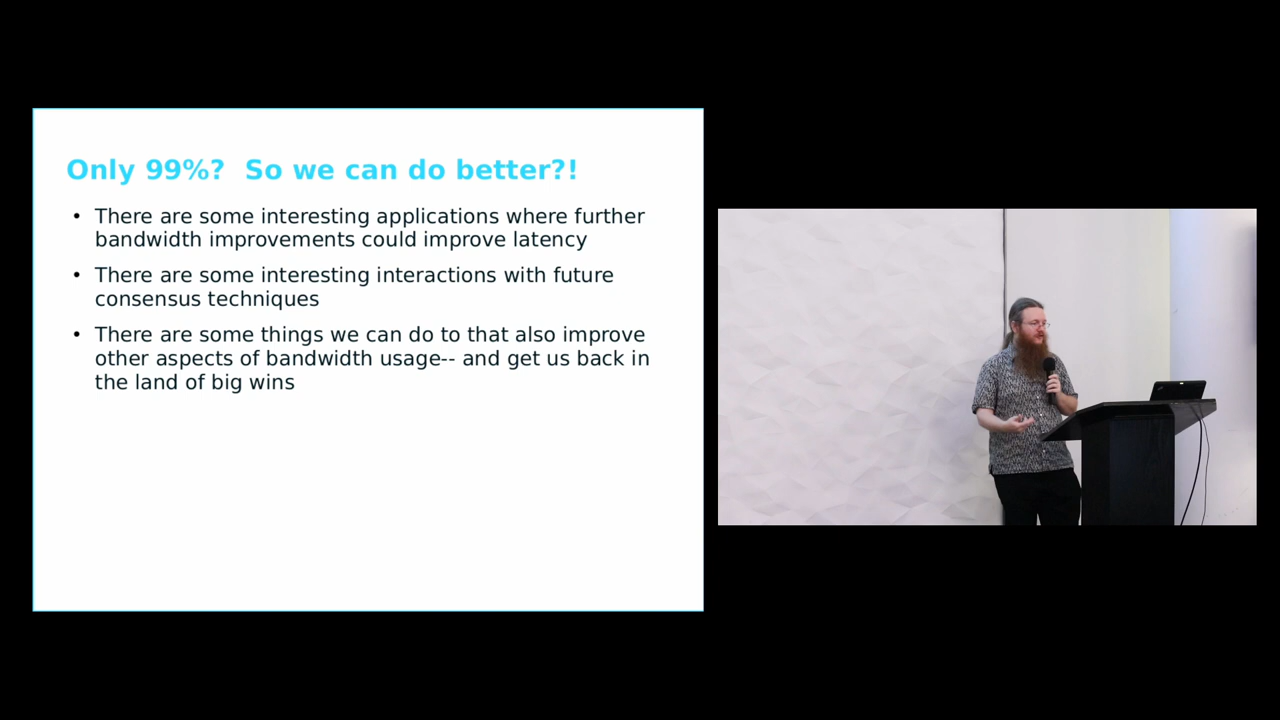 Only 99%?  So we can do better?!
• There are some interesting applications where further
bandwidth improvements could improve latency
• There are some interesting interactions with future
consensus techniques
• There are some things we can do to that also improve
other aspects of bandwidth usage-- and get us back in
the land of big wins